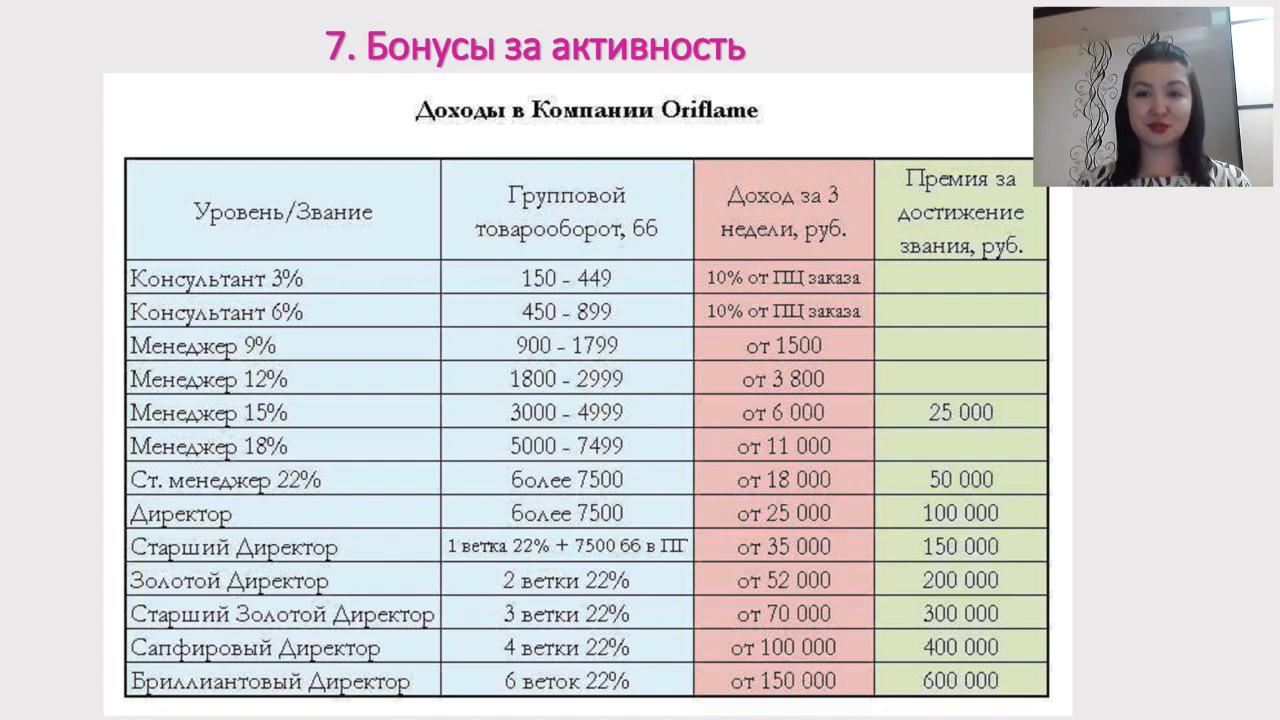 7. Бонусы за активность
Доходы в Компании Oriflame
Уровень/Звание Групповой товарооборот, бб Доход за 3 недели, руб. Премия за достижение звания, руб.
Консультант 3% 150 - 449 10% от ПЦ заказа
Консультант 6% 450 - 899 10% от ПЦ заказа
Менеджер 9% 900 - 1799 от 1500
Менеджер 12% 1800 - 2999 от 3 800
Менеджер 15% 3000 - 4999 от 6 000 25 000
Менеджер 18% 5000 - 7499 от 11 000
Ст. менеджер 22% более 7500 от 18 000 50 000
Директор более 7500 от 25 000 100 000
Старший Директор 1 ветка 22% + 7500 бб в ПГ от 35 000 150 000
Золотой Директор 2 ветки 22% от 52 000 200 000
Старший Золотой Директор 3 ветки 22% от 70 000 300 000
Сапфировый Директор 4 ветки 22% от 100 000 400 000
Бриллиантовый Директор 6 веток 22% от 150 000 600 000